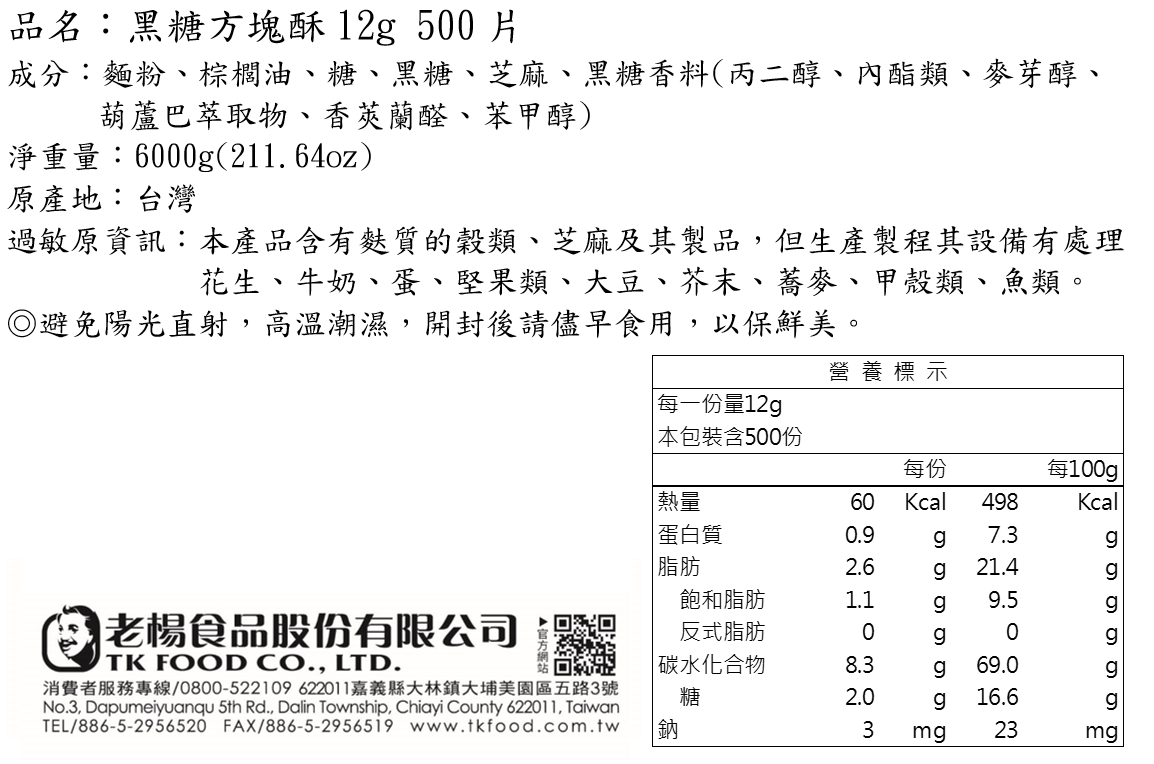 品名：黑糖方塊酥12g 500片
成分：麵粉、棕櫚油、糖、黑糖、芝麻、黑糖香料(丙二醇、內酯類、麥芽醇、
葫蘆巴萃取物、香莢蘭醛、苯甲醇)
淨重量：6000g(211.64oz)
原產地：台灣
過敏原資訊：本產品含有麩質的穀類、芝麻及其製品，但生產製程其設備有處理
花生、牛奶、蛋、堅果類、大豆、芥末、蕎麥、甲殼類、魚類。
◎避免陽光直射，高溫潮濕，開封後請儘早食用，以保鮮美。
營養標示
每一份量12g
本包裝含500份
每份 每100g
熱量 60 Kcal 498 Kcal
蛋白質 0.9 g 7.3 g
脂肪 2.6 g 21.4 g
飽和脂肪 1.1 g 9.5 g
反式脂肪 0 g 0 g
碳水化合物 8.3 g 69.0 g
糖 2.0 g 16.6 g
鈉 3 mg 23 mg
老楊食品股份有限公司
TK FOOD CO., LTD.
▶官方網站
消費者服務專線/0800-522109 622011嘉義縣大林鎮大埔美園區五路3號
No.3, Dapumeiyuanqu 5th Rd., Dalin Township, Chiayi County 622011, Taiwan
TEL/886-5-2956520 FAX/886-5-2956519 www.tkfood.com.tw